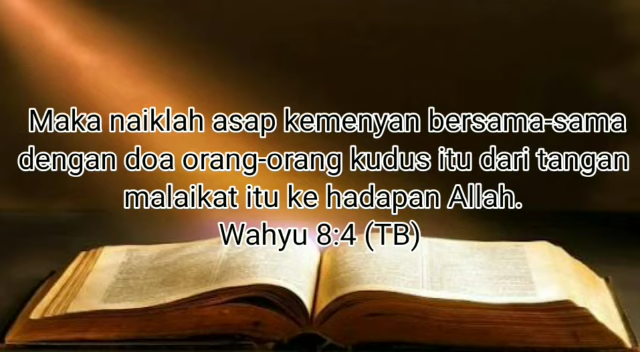 Maka naiklah asap kemenyan bersama-sama
dengan doa orang-orang kudus itu dari tangan
malaikat itu ke hadapan Allah.
Wahyu 8:4 (TB)